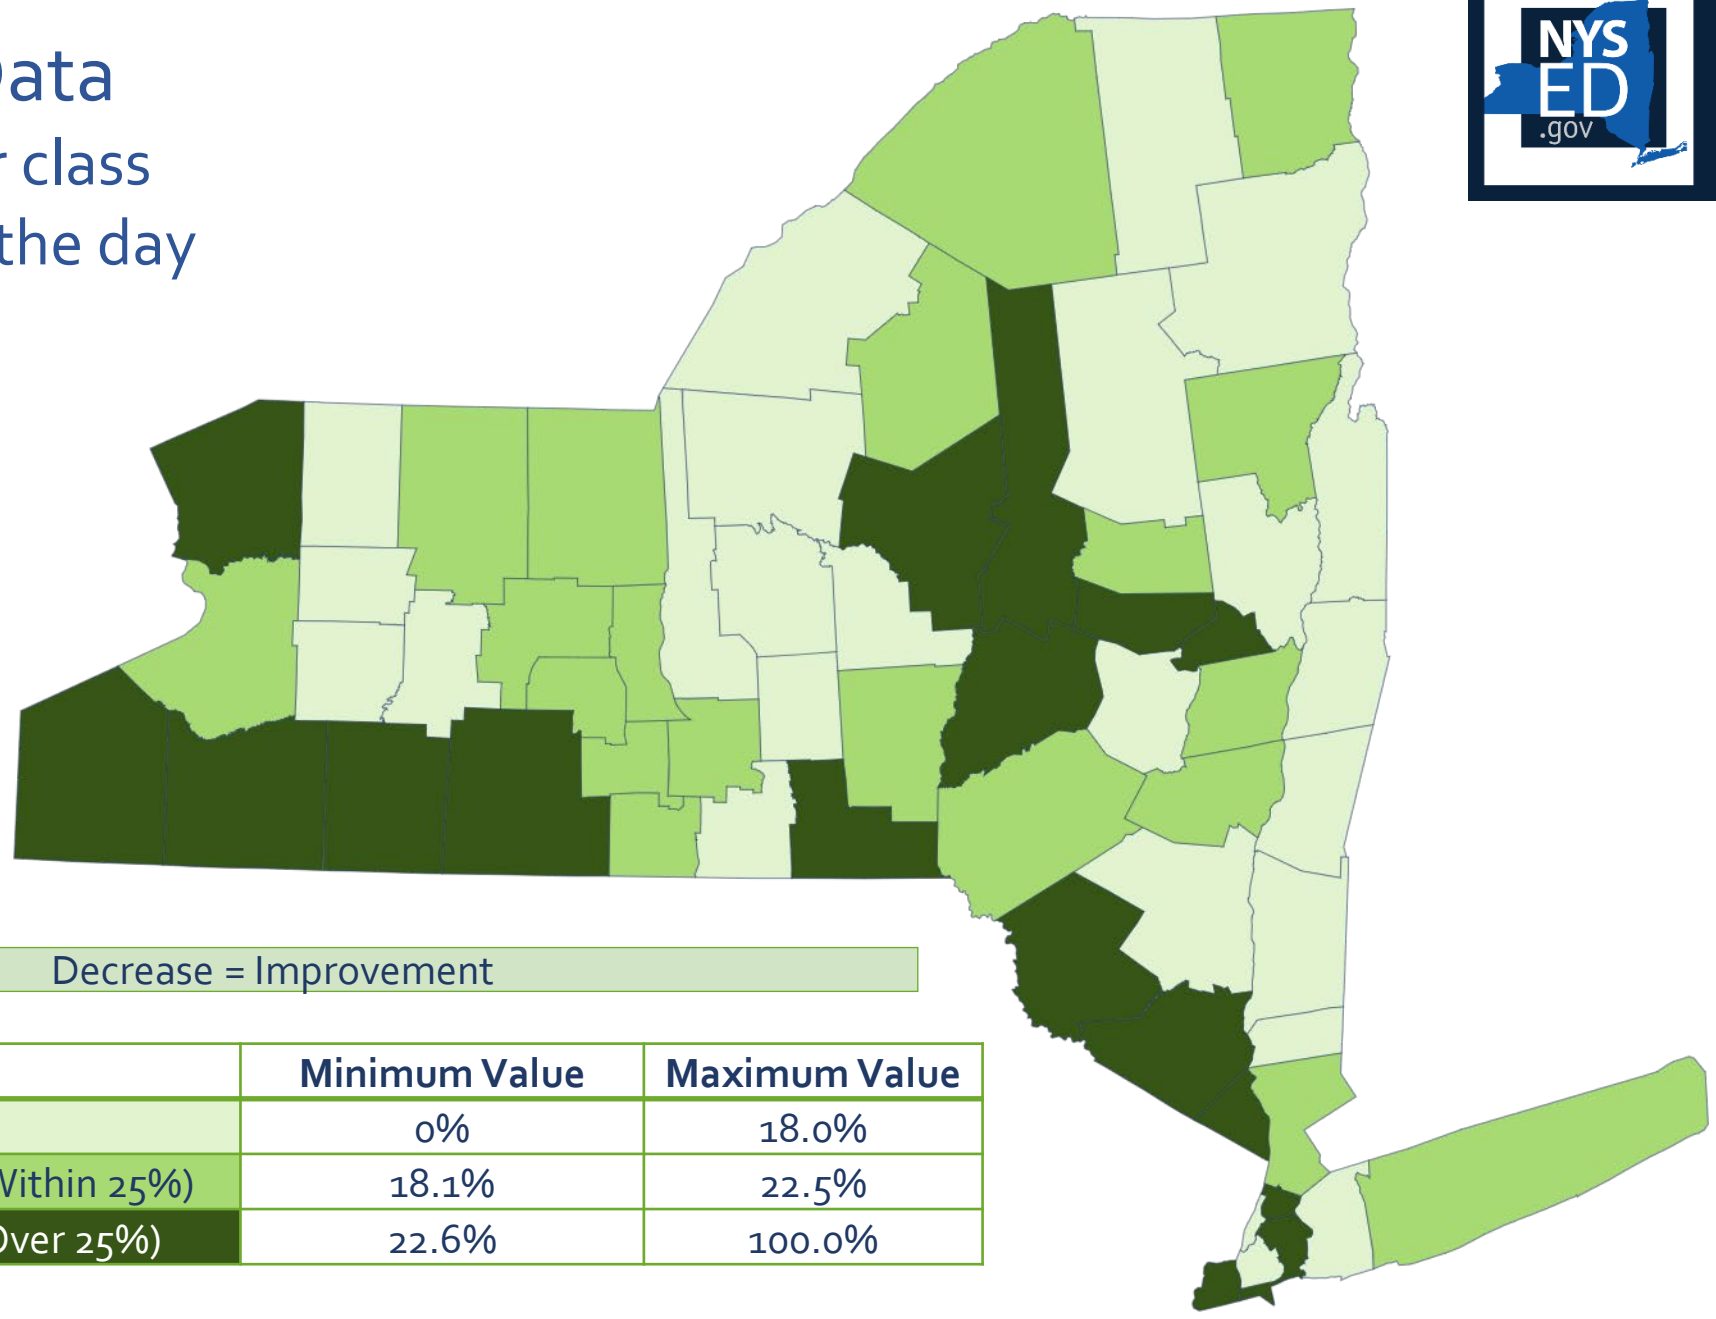 ata
class
the day
NYS
ED
.gov
Decrease = Improvement
Minimum Value Maximum Value
0% 18.0%
Within 25%) 18.1% 22.5%
Over 25%) 22.6% 100.0%